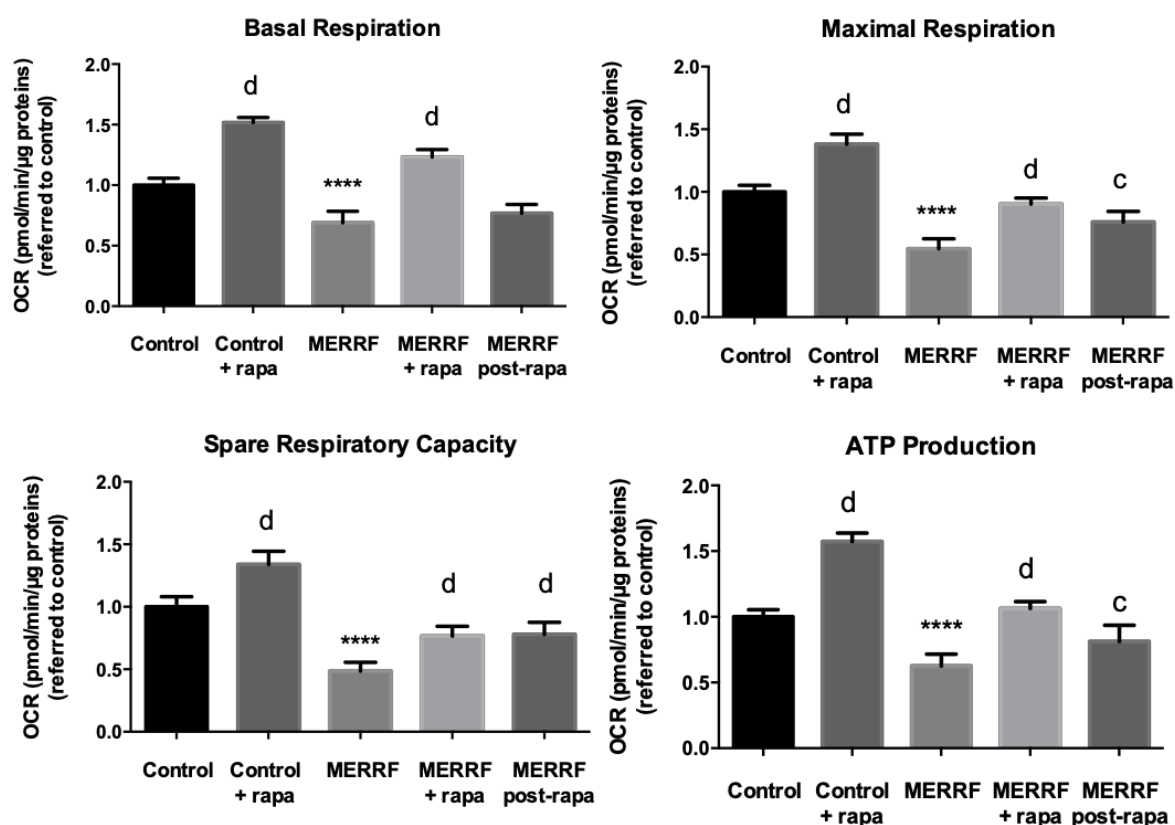 Basal Respiration
OCR (pmol/min/µg proteins)
(referred to control)
2.0
1.5
1.0
0.5
0.0
d
****
d
Control
Control
+ rapa
MERRF
MERRF
+ rapa
MERRF
post-rapa
Maximal Respiration
OCR (pmol/min/µg proteins)
(referred to control)
2.0
1.5
1.0
0.5
0.0
d
****
d
c
Control
Control
+ rapa
MERRF
MERRF
+ rapa
MERRF
post-rapa
Spare Respiratory Capacity
OCR (pmol/min/µg proteins)
(referred to control)
2.0
1.5
1.0
0.5
0.0
d
****
d
d
Control
Control
+ rapa
MERRF
MERRF
+ rapa
MERRF
post-rapa
ATP Production
OCR (pmol/min/µg proteins)
(referred to control)
2.0
1.5
1.0
0.5
0.0
d
****
d
c
Control
Control
+ rapa
MERRF
MERRF
+ rapa
MERRF
post-rapa